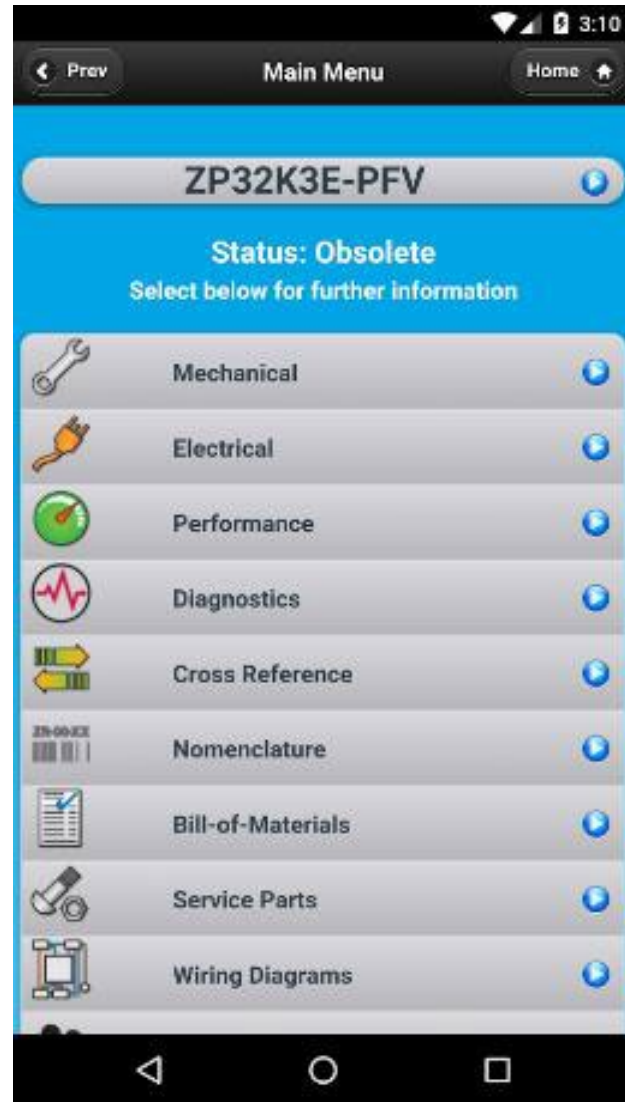 3:10
Prev
Main Menu
Home
ZP32K3E-PFV
Status: Obsolete
Select below for further information
Mechanical
Electrical
Performance
Diagnostics
Cross Reference
Nomenclature
Bill-of-Materials
Service Parts
Wiring Diagrams